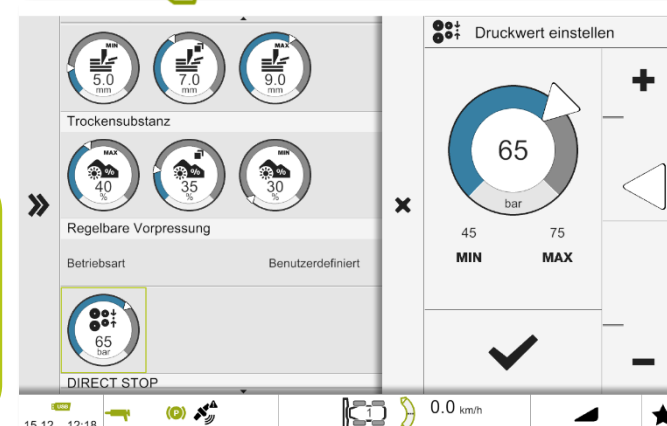 Druckwert einstellen
MIN
5.0
mm
7.0
mm
MAX
9.0
mm
Trockensubstanz
MAX
%
40
%
%
35
%
MIN
%
30
%
Regelbare Vorpressung
Betriebsart Benutzerdefiniert
65
bar
DIRECT STOP
65
bar
45 75
MIN MAX
USB
15.12. 12:18
(P)
A
1
0.0 km/h